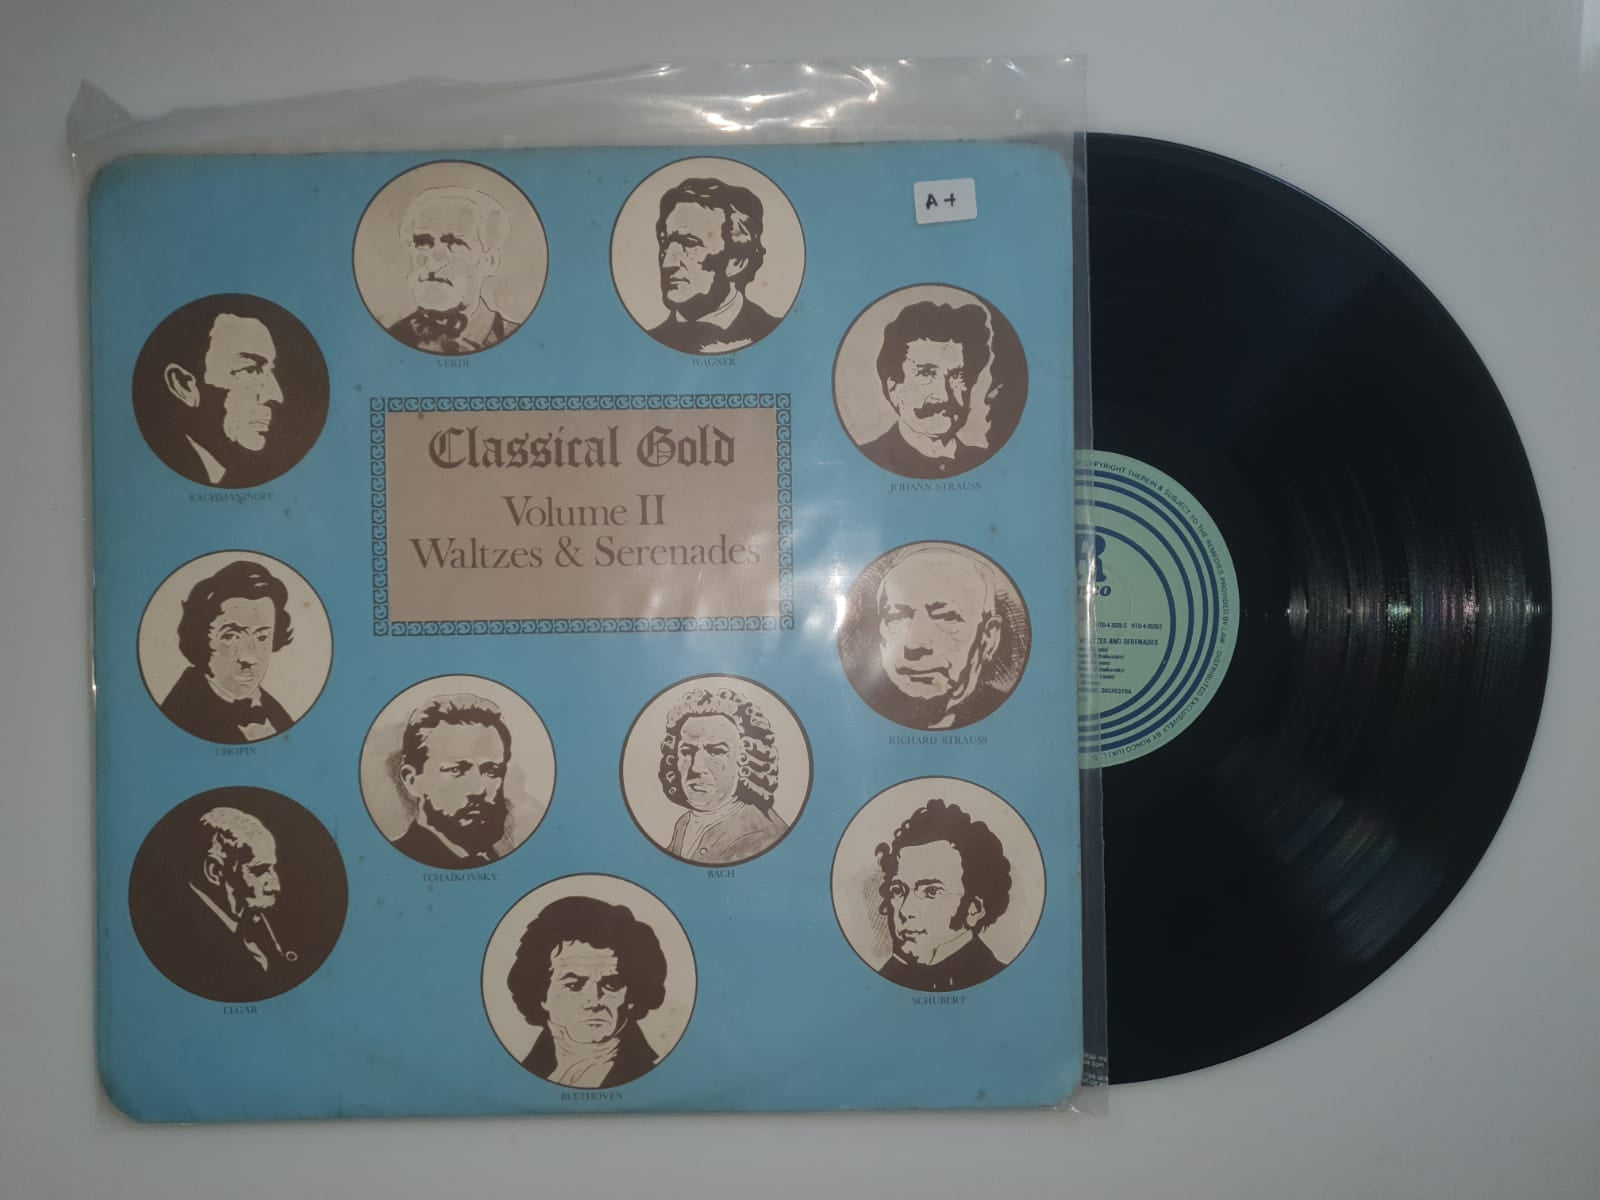 A+
VERDI
WAGNER
RACHMANINOFF
JOHANN STRAUSS
Classical Gold
Volume II
Waltzes & Serenades
CHOPIN
RICHARD STRAUSS
TCHAIKOVSKY
BACH
ELGAR
SCHUBERT
BEETHOVEN
COPYRIGHT THEREIN & SUBJECT TO THE REMEDIES PROVIDED BY LAW - DISTRIBUTED EXCLUSIVELY BY RONCO (UK)
R
WALTZES AND SERENADES
ORCHESTRA